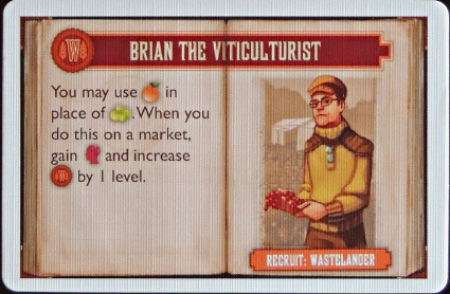 W
BRIAN THE VITICULTURIST
You may use in
place of . When you
do this on a market,
gain and increase
by 1 level.
RECRUIT: WASTELANDER